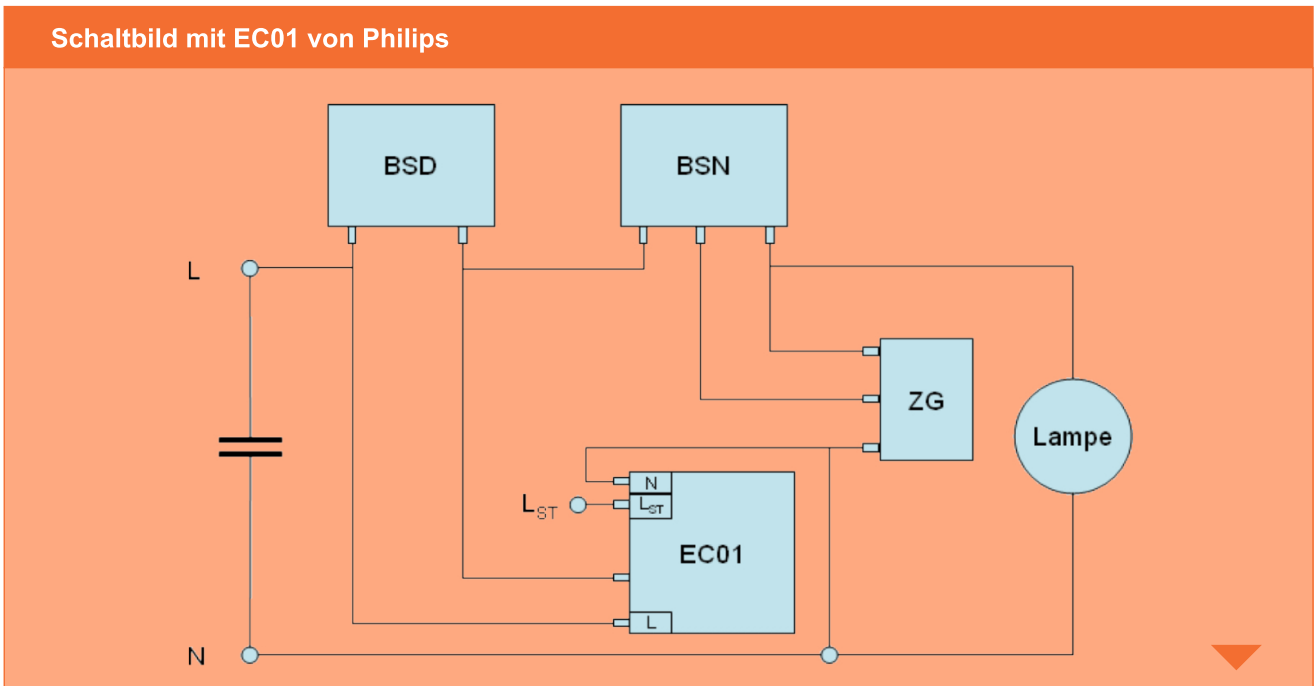 Schaltbild mit EC01 von Philips
BSD
BSN
L
ZG
Lampe
N
LST
LST
EC01
L
N